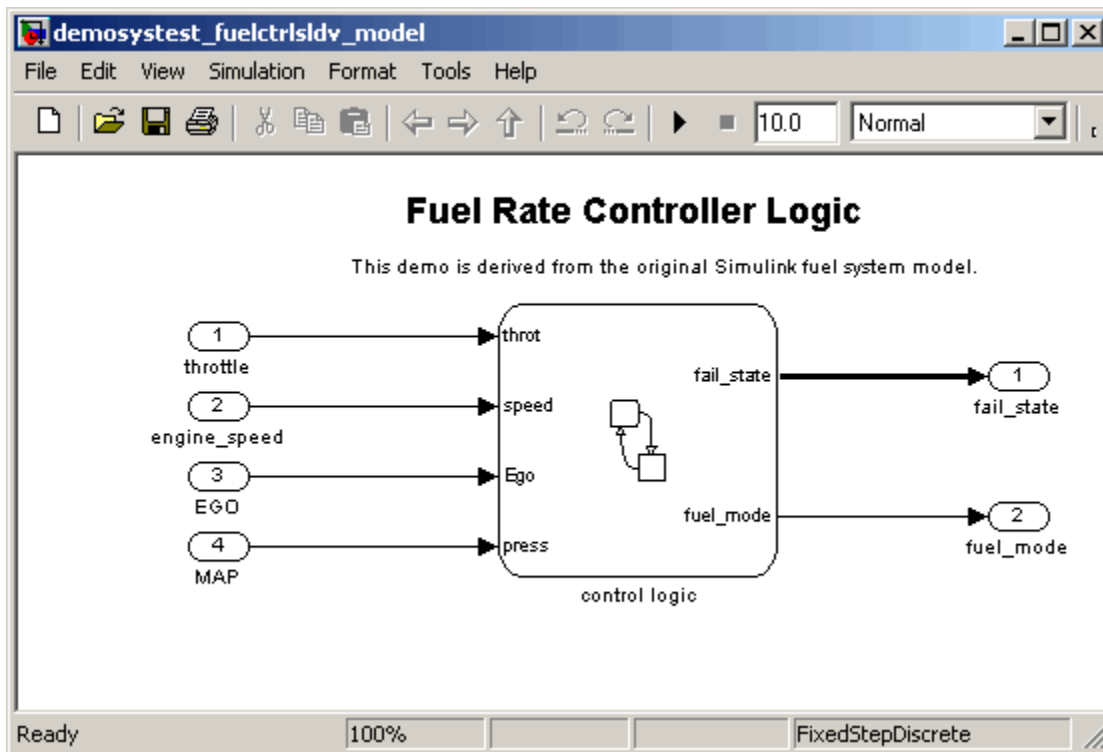 demosystest_fuelctrlsldv_model
File Edit View Simulation Format Tools Help
10.0 Normal
Fuel Rate Controller Logic
This demo is derived from the original Simulink fuel system model.
1
throttle
throt
fail_state
1
fail_state
2
engine_speed
speed
3
EGO
Ego
fuel_mode
2
fuel_mode
4
MAP
press
control logic
Ready 100% FixedStepDiscrete